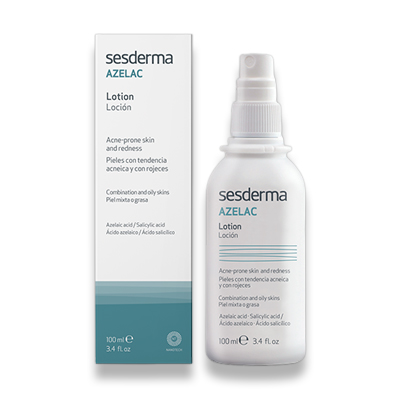 sesderma
AZELAC
Lotion
Loción
Acne-prone skin
and redness
Pieles con tendencia
acneica y con rojeces
Combination and oily skins
Piel mixta o grasa
Azelaic acid / Salicylic acid
Ácido azelaico / Ácido salicílico
100 ml ℮
3.4 fl. oz
sesderma
AZELAC
Lotion
Loción
Acne-prone skin and redness
Pieles con tendencia acneica
y con rojeces
Combination and oily skins
Piel mixta o grasa
Azelaic acid · Salicylic acid /
Ácido azelaico · Ácido salicílico
100 ml ℮
3.4 fl. oz